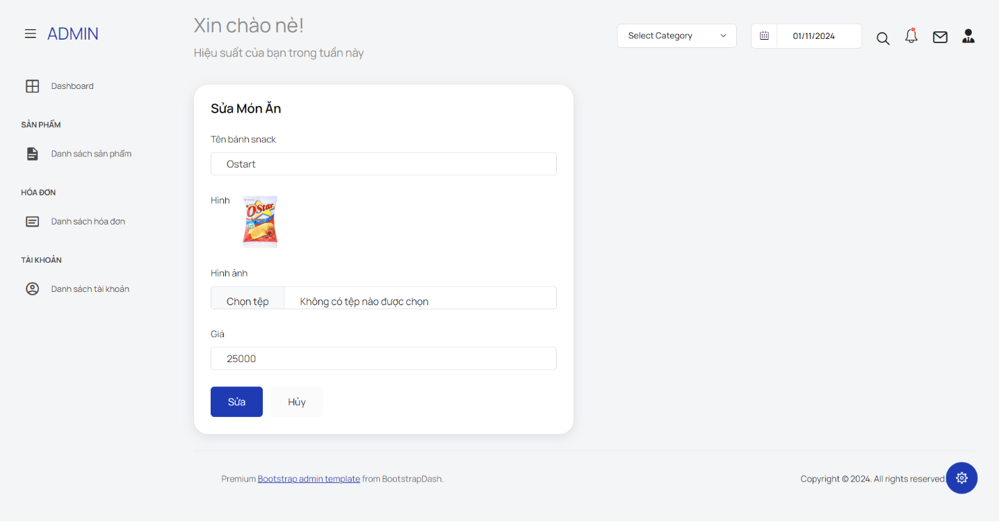 ADMIN
Xin chào nè!
Hiệu suất của bạn trong tuần này
Select Category
01/11/2024
Dashboard
SẢN PHẨM
Danh sách sản phẩm
HÓA ĐƠN
Danh sách hóa đơn
TÀI KHOẢN
Danh sách tài khoản
Sửa Món Ăn
Tên bánh snack
Ostart
Hình
O'Star
Hình ảnh
Chọn tệp Không có tệp nào được chọn
Giá
25000
Sửa Hủy
Premium Bootstrap admin template from BootstrapDash.
Copyright © 2024. All rights reserved.